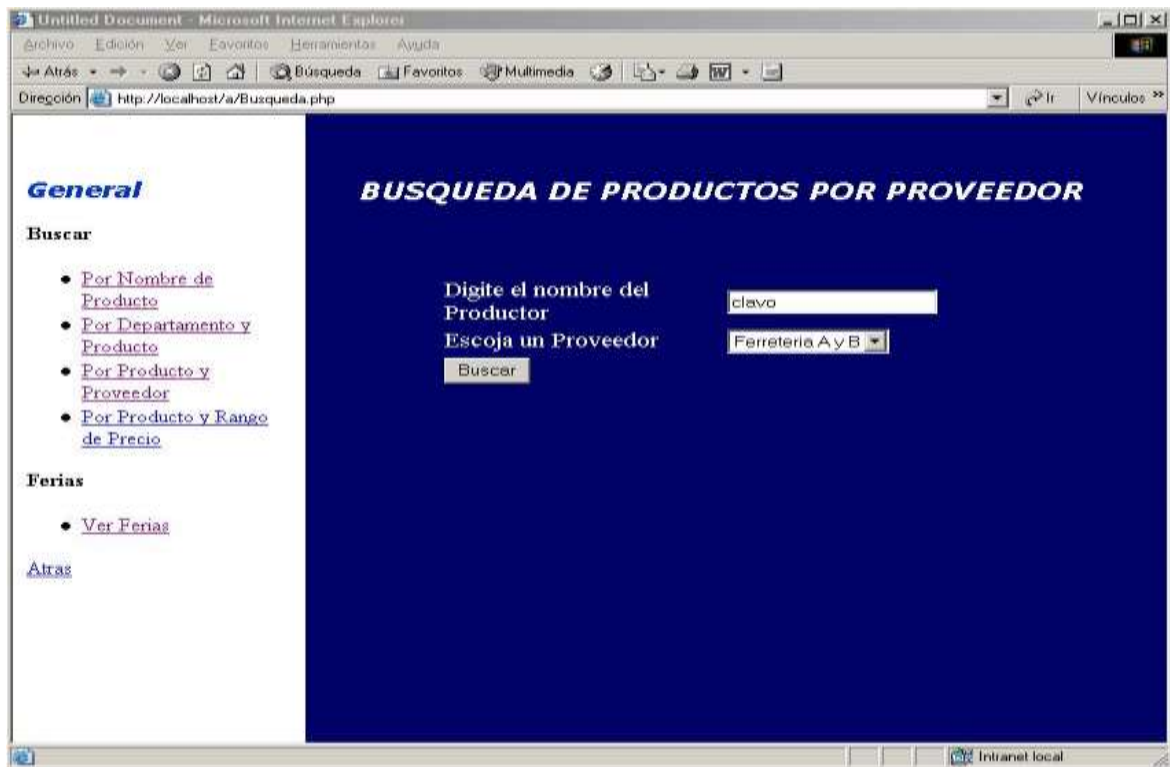 Untitled Document - Microsoft Internet Explorer
Archivo Edición Ver Favoritos Herramientas Ayuda
Atrás Búsqueda Favoritos Multimedia W
Dirección http://localhost/a/Busqueda.php Ir Vínculos »
General
Buscar
Por Nombre de
Producto
Por Departamento y
Producto
Por Producto y
Proveedor
Por Producto y Rango
de Precio
Ferias
Ver Ferias
Atras
BUSQUEDA DE PRODUCTOS POR PROVEEDOR
Digite el nombre del
Productor
clavo
Escoja un Proveedor Ferreteria A y B
Buscar
Intranet local